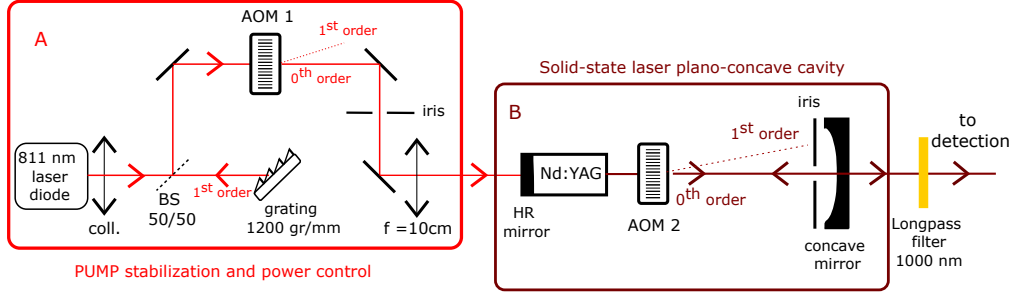 A
AOM 1
1st order
0th order
iris
811 nm
laser
diode
coll.
BS
50/50
1st order
grating
1200 gr/mm
f =10cm
PUMP stabilization and power control
Solid-state laser plano-concave cavity
B
HR
mirror
Nd:YAG
AOM 2
1st order
0th order
iris
concave
mirror
to
detection
Longpass
filter
1000 nm